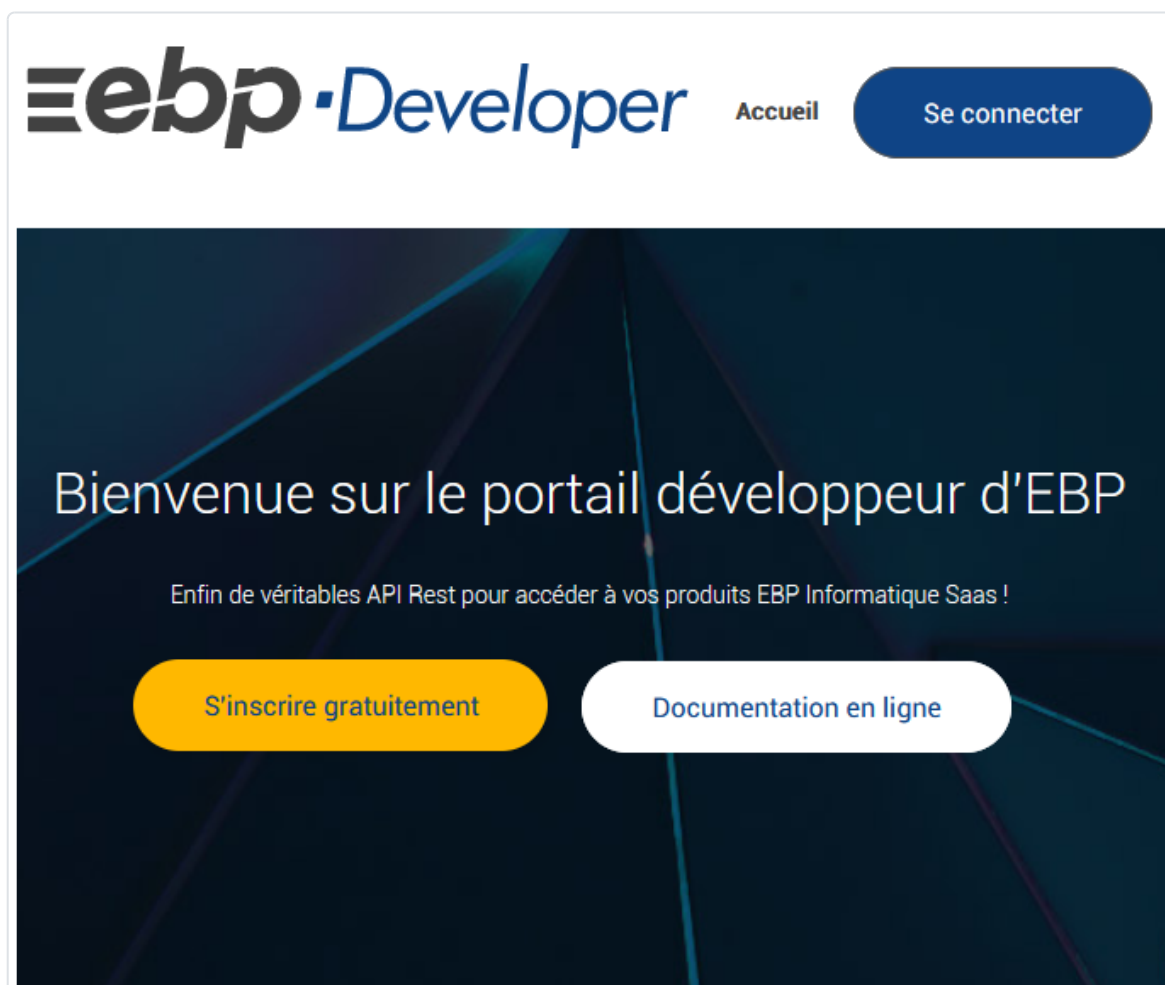 ebp Developer
Accueil
Se connecter
Bienvenue sur le portail développeur d'EBP
Enfin de véritables API Rest pour accéder à vos produits EBP Informatique Saas !
S'inscrire gratuitement
Documentation en ligne